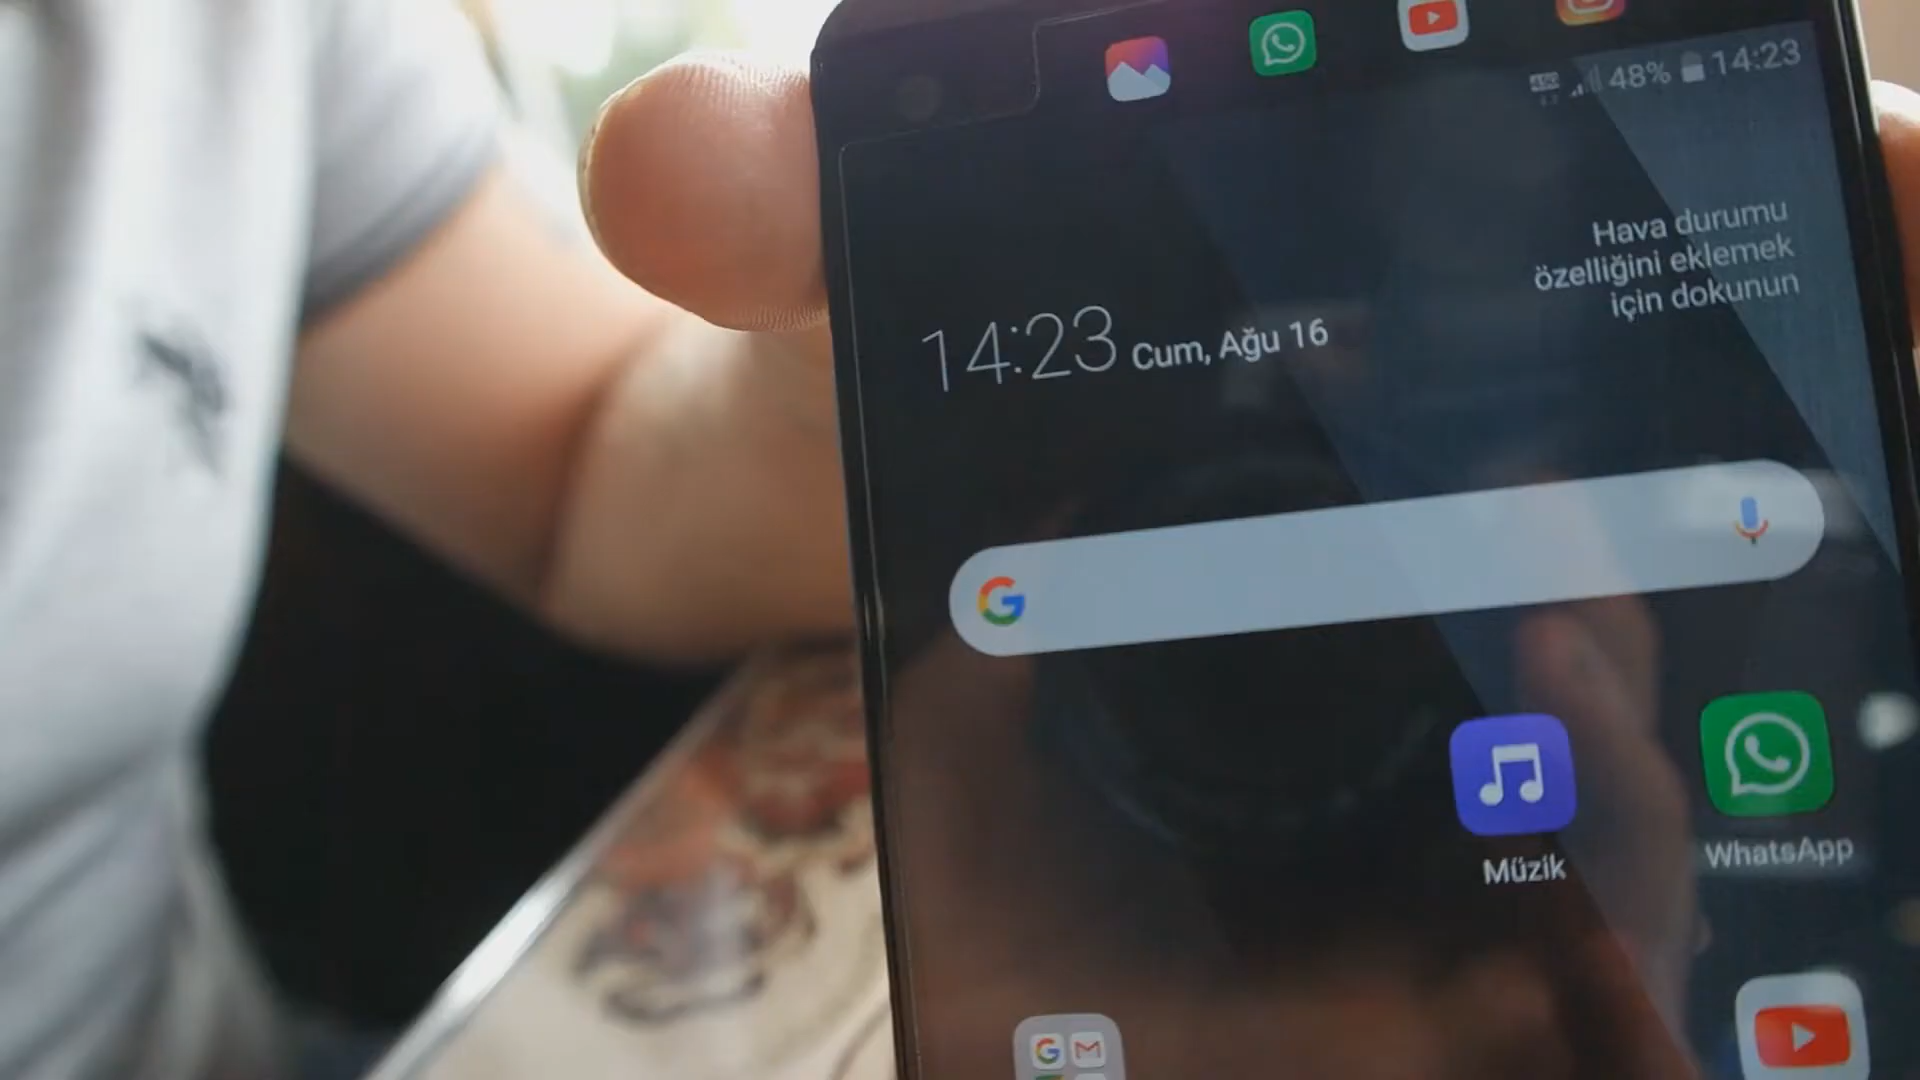 48% 14:23
Hava durumu
özelliğini eklemek
için dokunun
14:23 Cum, Ağu 16
Müzik
WhatsApp